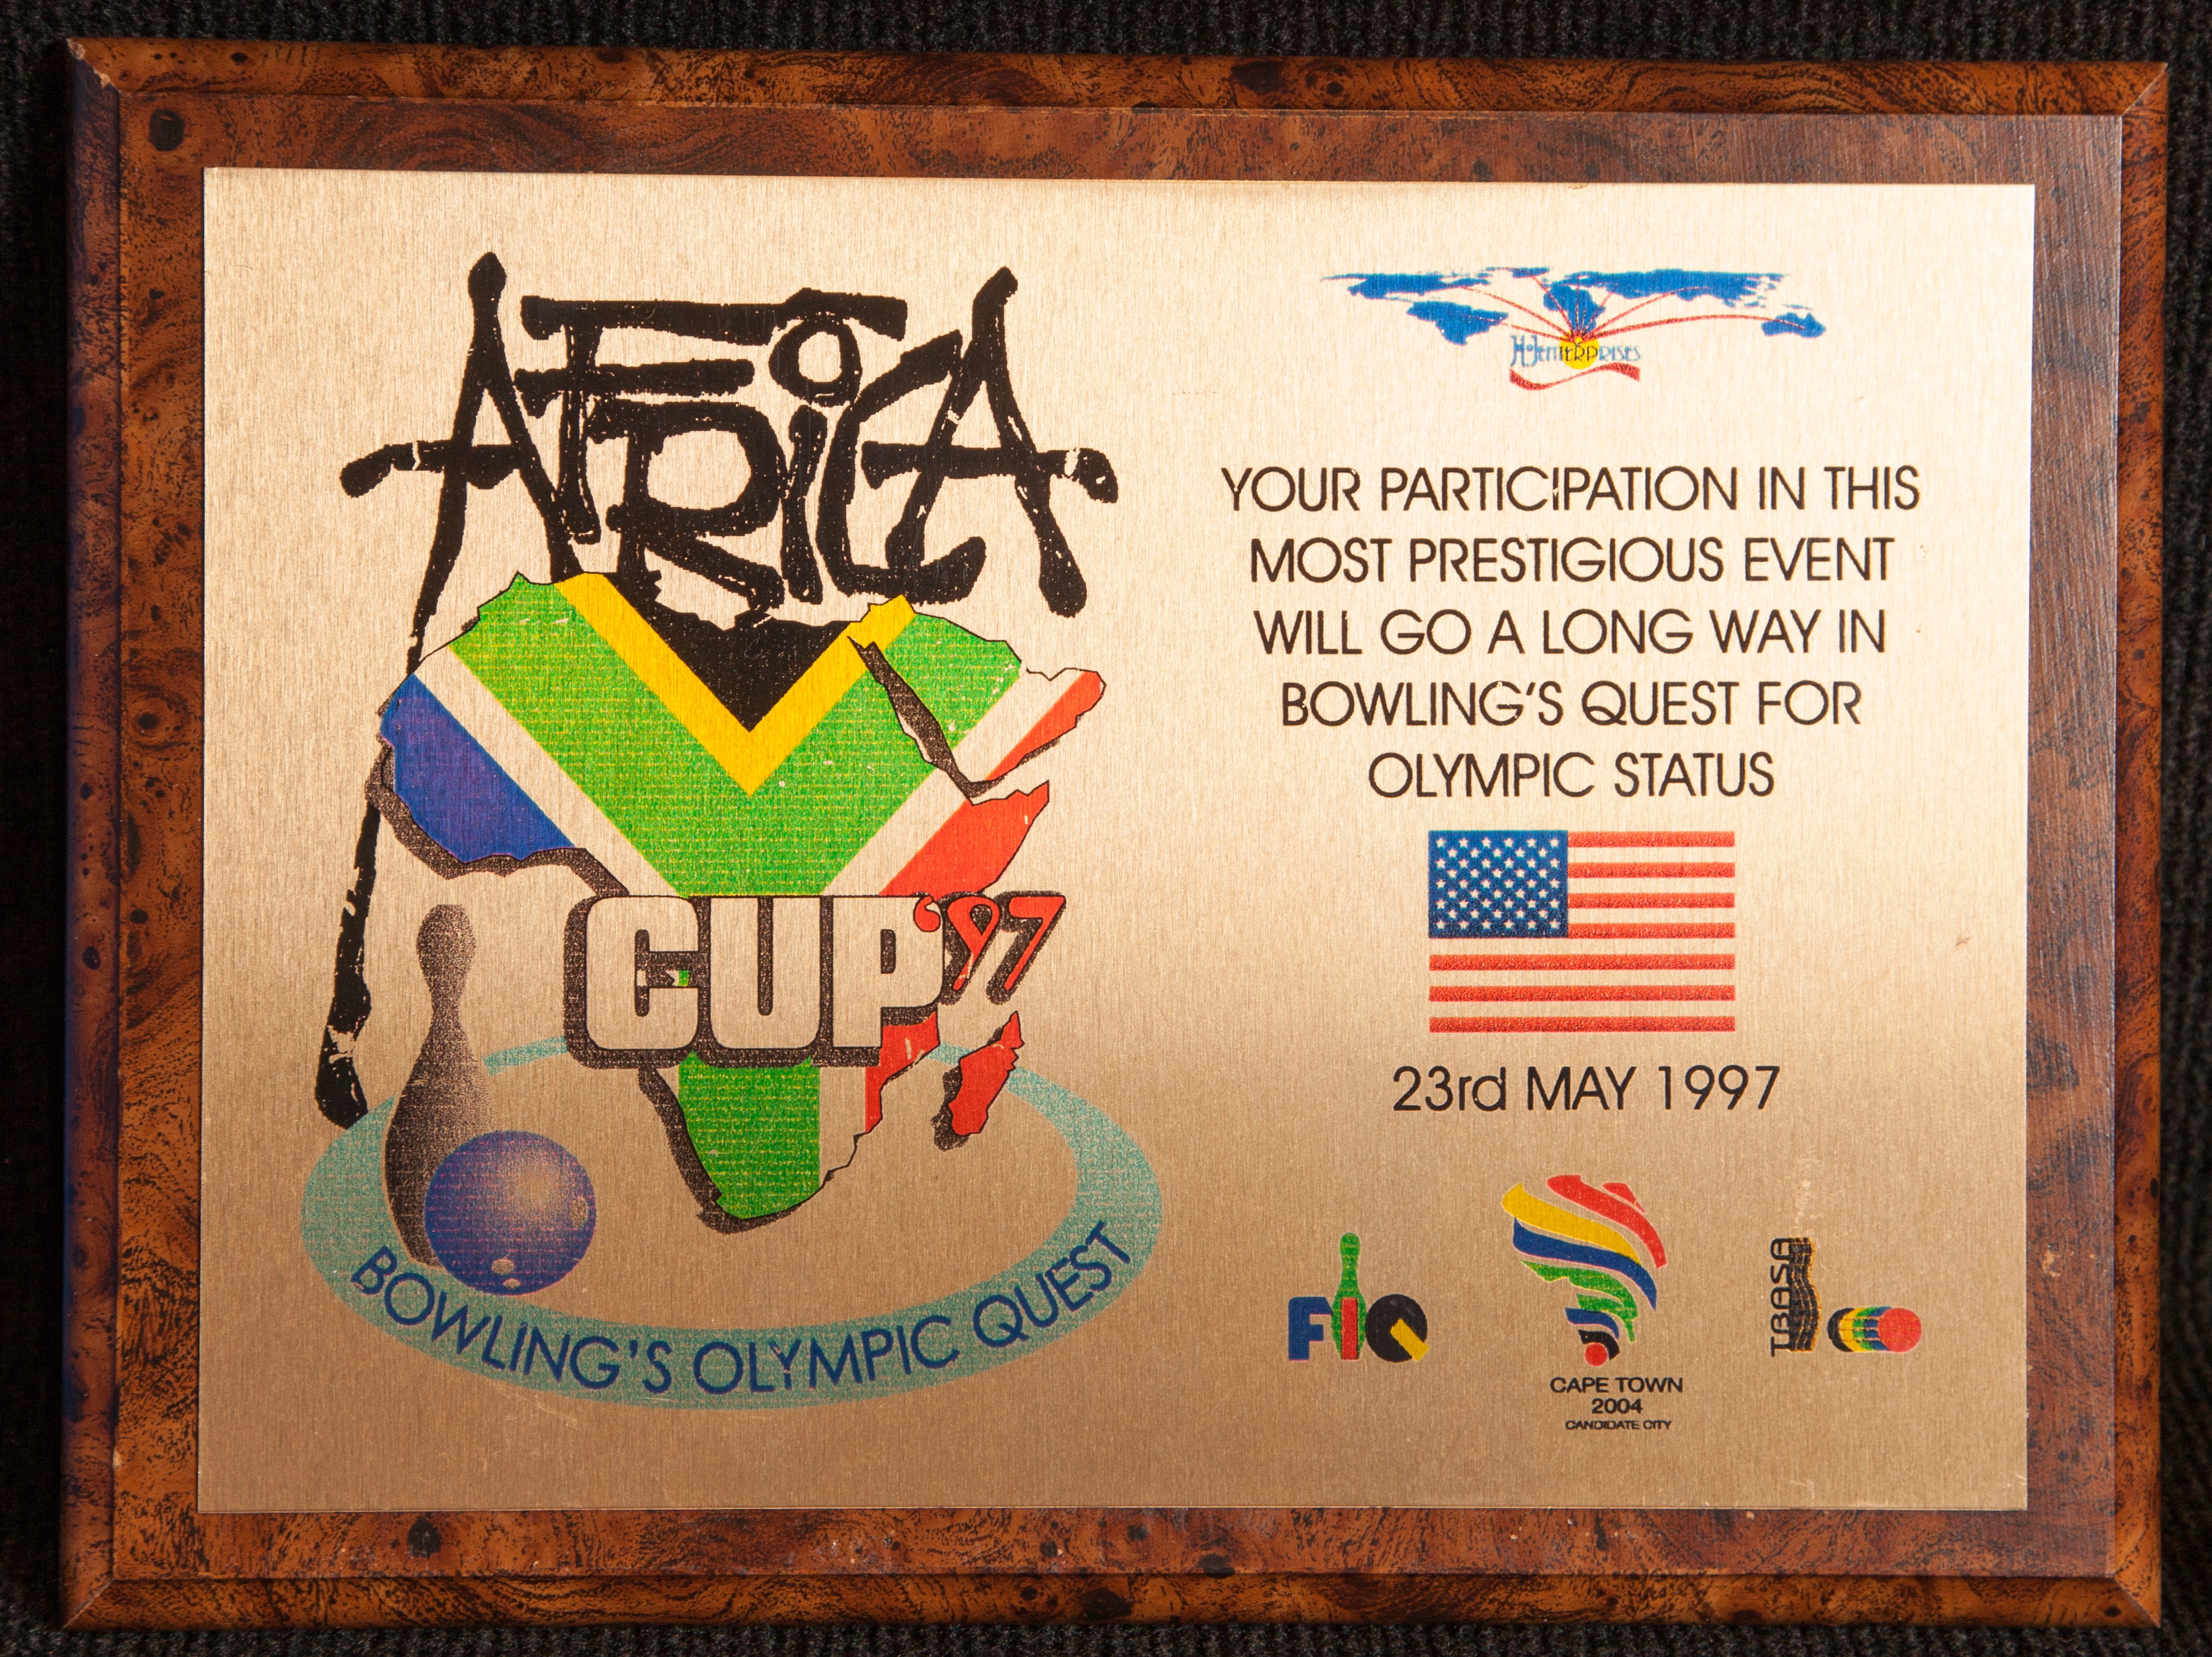 AFRICA
CUP '97
BOWLING'S OLYMPIC QUEST
ENTERPRISES
YOUR PARTICIPATION IN THIS
MOST PRESTIGIOUS EVENT
WILL GO A LONG WAY IN
BOWLING'S QUEST FOR
OLYMPIC STATUS
23rd MAY 1997
FIQ
CAPE TOWN
2004
CANDIDATE CITY
TBASA